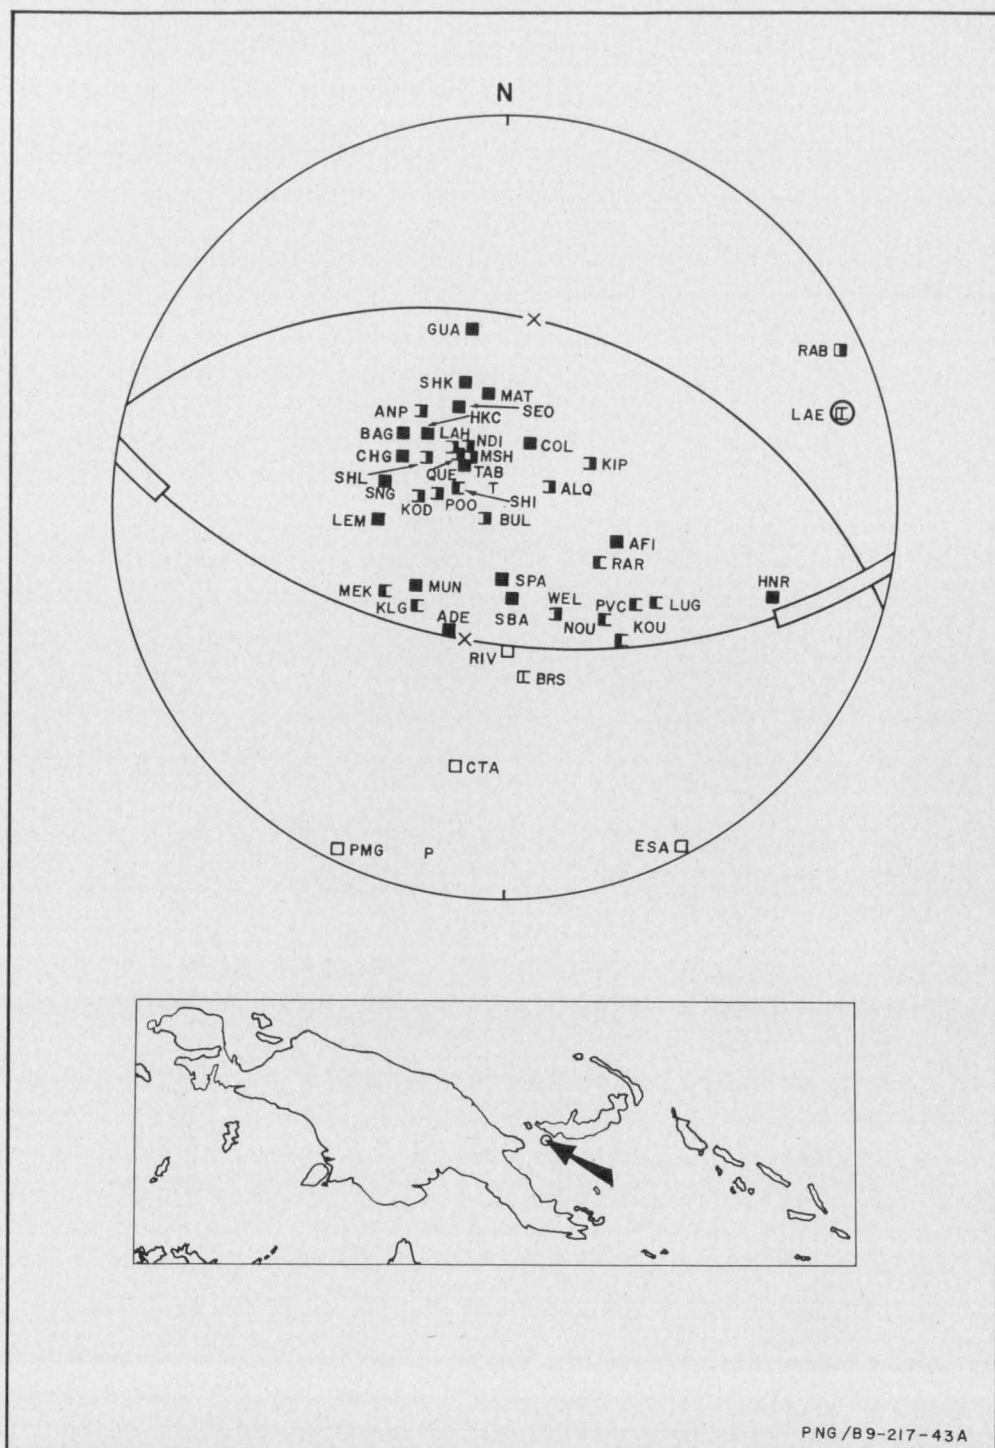 N
GUA
RAB
SHK
MAT
LAE
ANP
SEO
HKC
BAG
LAH
NDI
COL
CHG
MSH
KIP
SHL
QUE
TAB
SNG
T
ALQ
KOD
POO
SHI
LEM
BUL
AFI
RAR
MEK
MUN
SPA
HNR
KLG
WEL
PVC
LUG
ADE
SBA
NOU
KOU
RIV
BRS
CTA
PMG
P
ESA
PNG/B9-217-43A